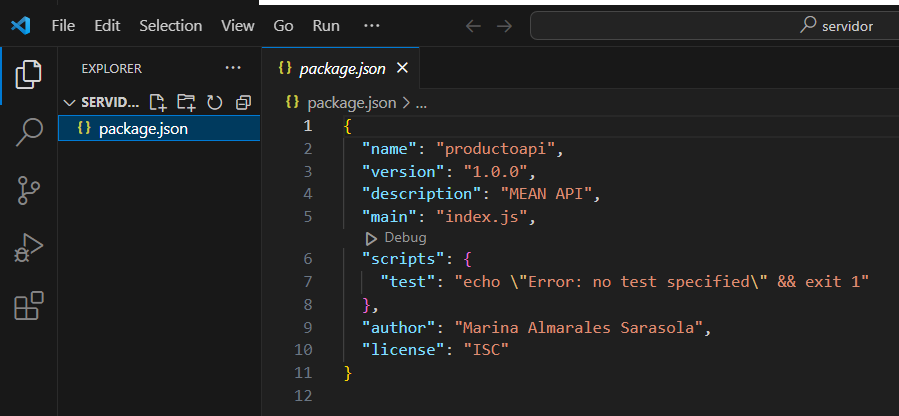 File Edit Selection View Go Run ··· servidor
EXPLORER ···
package.json
SERVID...
package.json
package.json > ...
1 {
2 "name": "productoapi",
3 "version": "1.0.0",
4 "description": "MEAN API",
5 "main": "index.js",
Debug
6 "scripts": {
7 "test": "echo \"Error: no test specified\" && exit 1"
8 },
9 "author": "Marina Almarales Sarasola",
10 "license": "ISC"
11 }
12